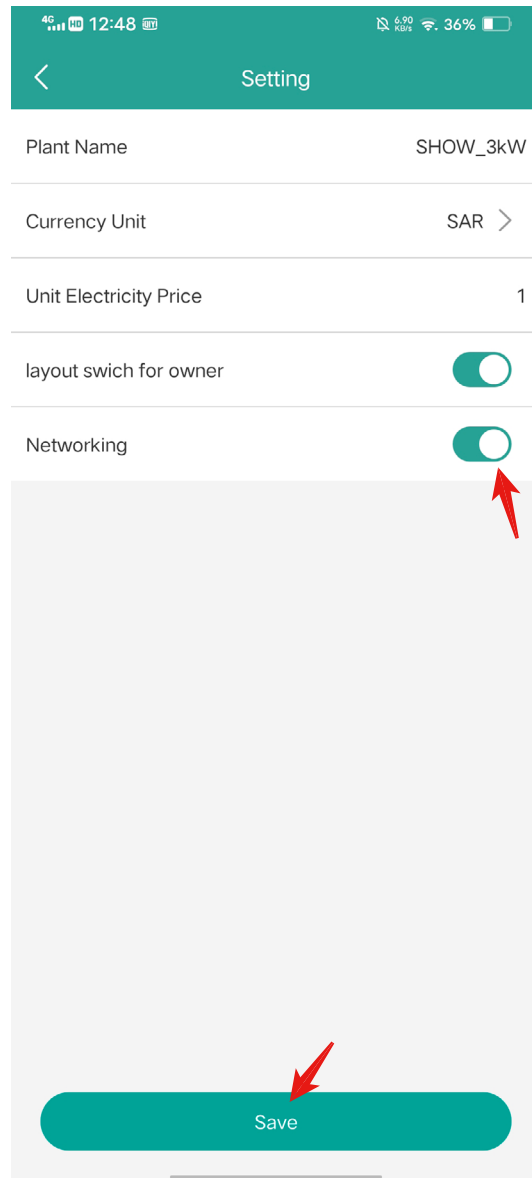 4G HD 12:48
6.90 KB/s 36%
Setting
Plant Name SHOW_3kW
Currency Unit SAR
Unit Electricity Price 1
layout swich for owner
Networking
Save